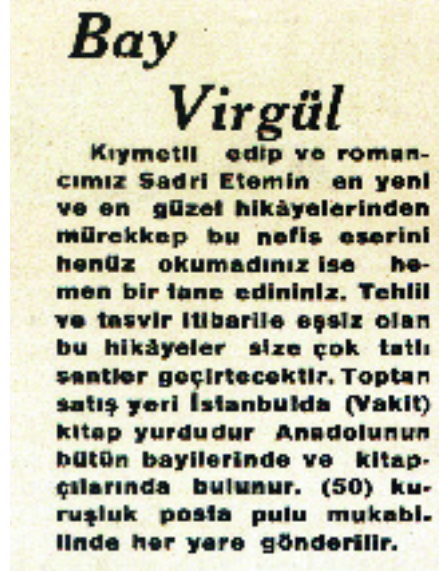 Bay
Virgül
Kıymetli edip ve roman-
cımız Sadri Etemin en yeni
ve en güzel hikâyelerinden
mürekkep bu nefis eserini
henüz okumadınız ise he-
men bir tane edininiz. Tehlil
ve tasvir itibarile eşsiz olan
bu hikâyeler size çok tatlı
santler geçirtecektir. Toptan
satış yeri İstanbulda (Vakit)
kitap yurdudur Anadolunun
bütün bayilerinde ve kitap-
çılarında bulunur. (50) ku-
ruşluk posta pulu mukabi-
linde her yere gönderilir.